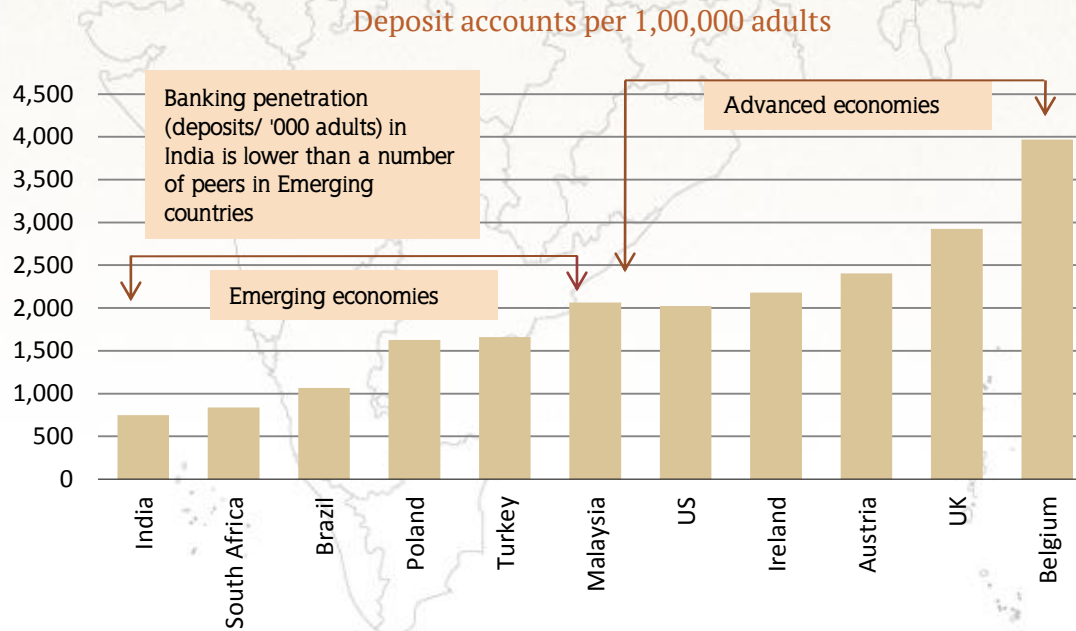 Deposit accounts per 1,00,000 adults
4,500
4,000
3,500
3,000
2,500
2,000
1,500
1,000
500
0
Banking penetration
(deposits/ '000 adults) in
India is lower than a number
of peers in Emerging
countries
Advanced economies
Emerging economies
India
South Africa
Brazil
Poland
Turkey
Malaysia
US
Ireland
Austria
UK
Belgium